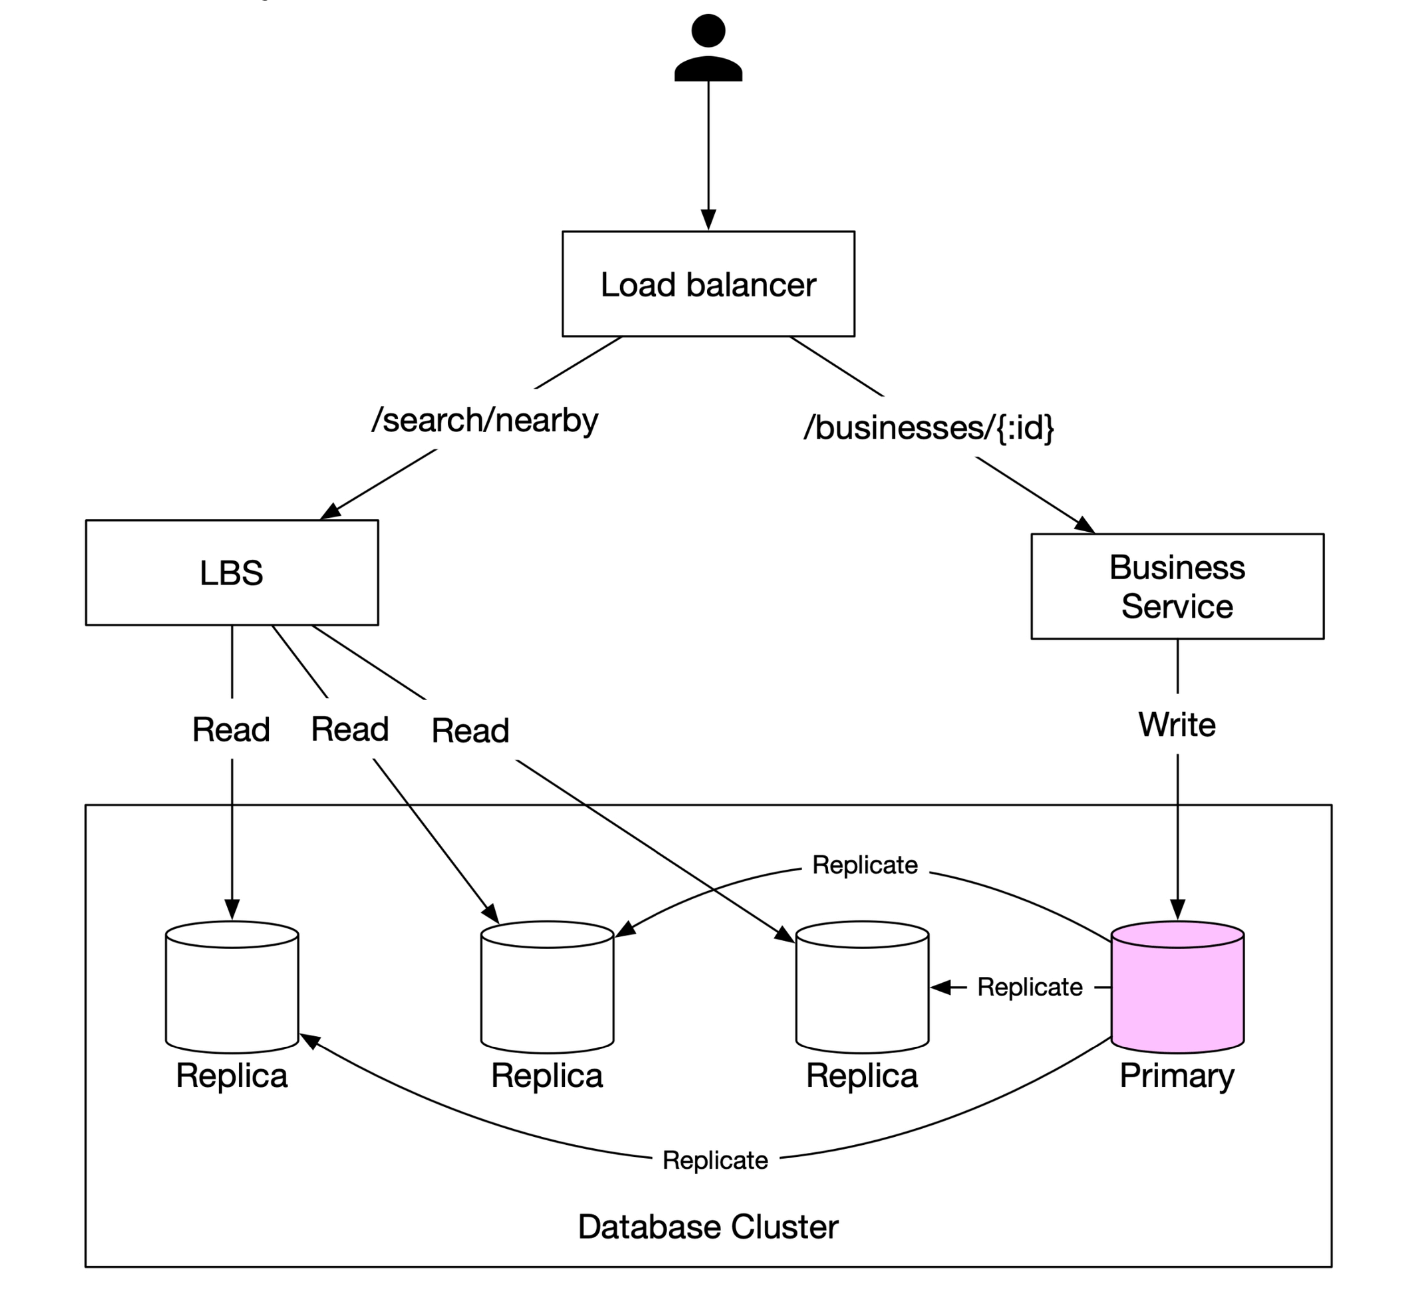 Load balancer
/search/nearby
/businesses/{:id}
LBS
Business
Service
Read
Read
Read
Write
Replicate
Replicate
Replica
Replica
Replica
Primary
Replicate
Database Cluster